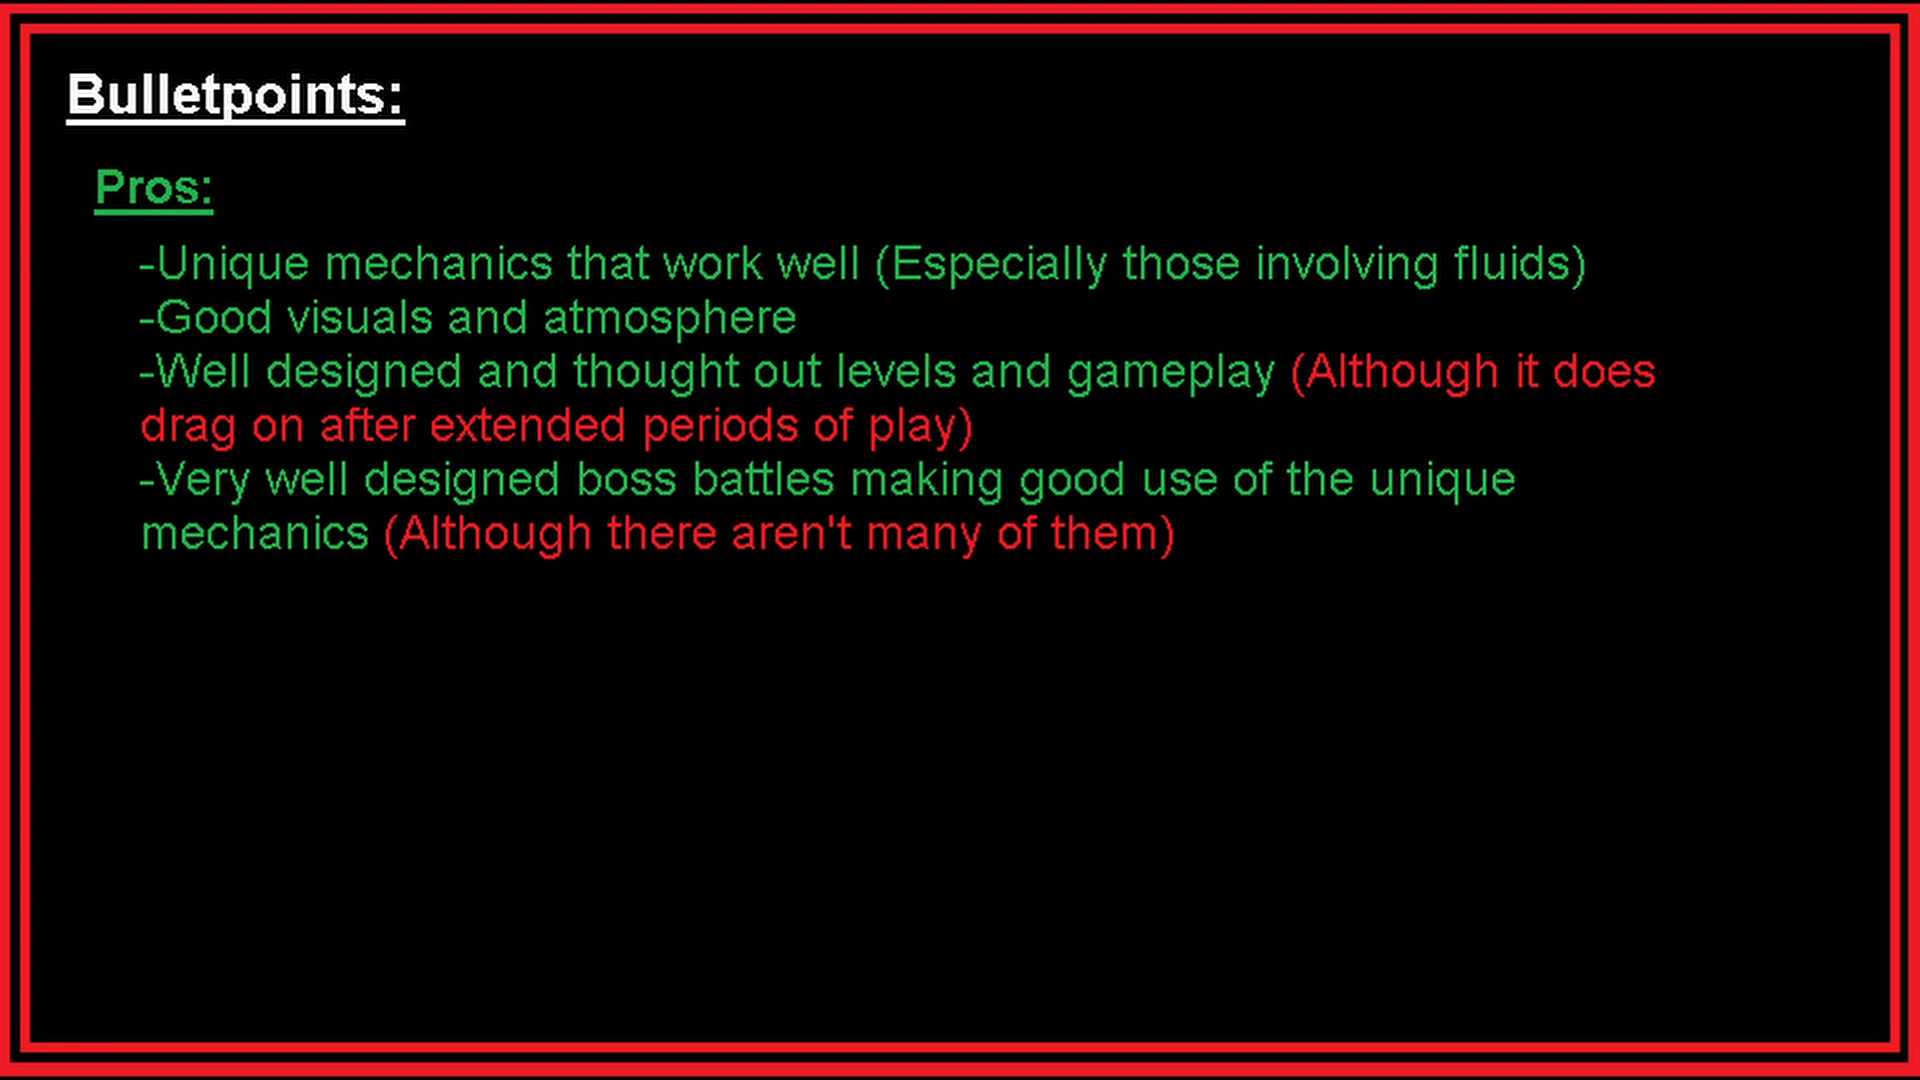 Bulletpoints:
Pros:
-Unique mechanics that work well (Especially those involving fluids)
-Good visuals and atmosphere
-Well designed and thought out levels and gameplay (Although it does
drag on after extended periods of play)
-Very well designed boss battles making good use of the unique
mechanics (Although there aren't many of them)